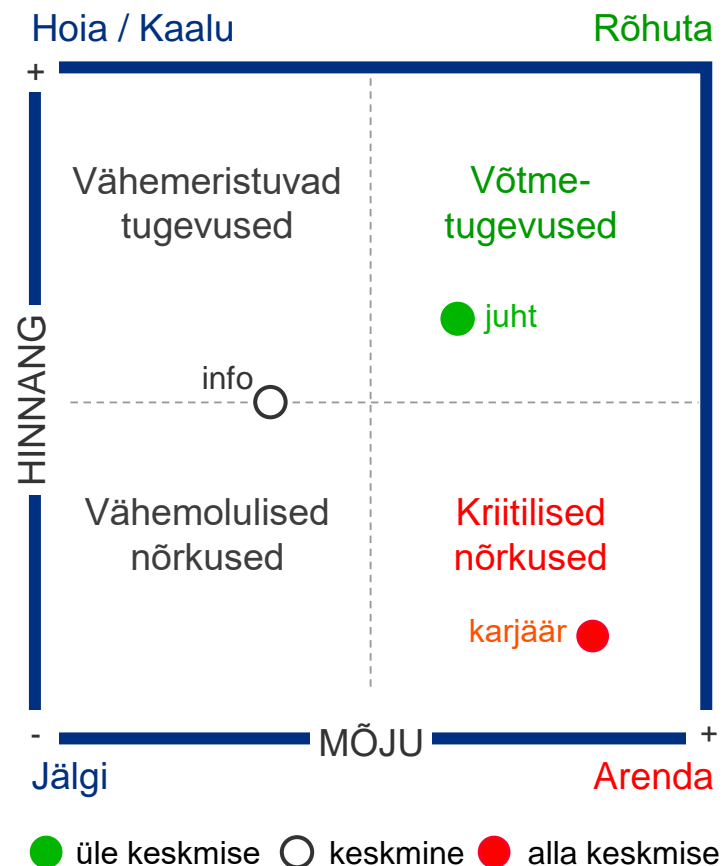 Hoia / Kaalu
Rõhuta
+
Vähemeristuvad
tugevused
Võtme-
tugevused
juht
HINNANG
info
Vähemolulised
nõrkused
Kriitilised
nõrkused
karjäär
-
MÕJU
+
Jälgi
Arenda
üle keskmise
keskmine
alla keskmise